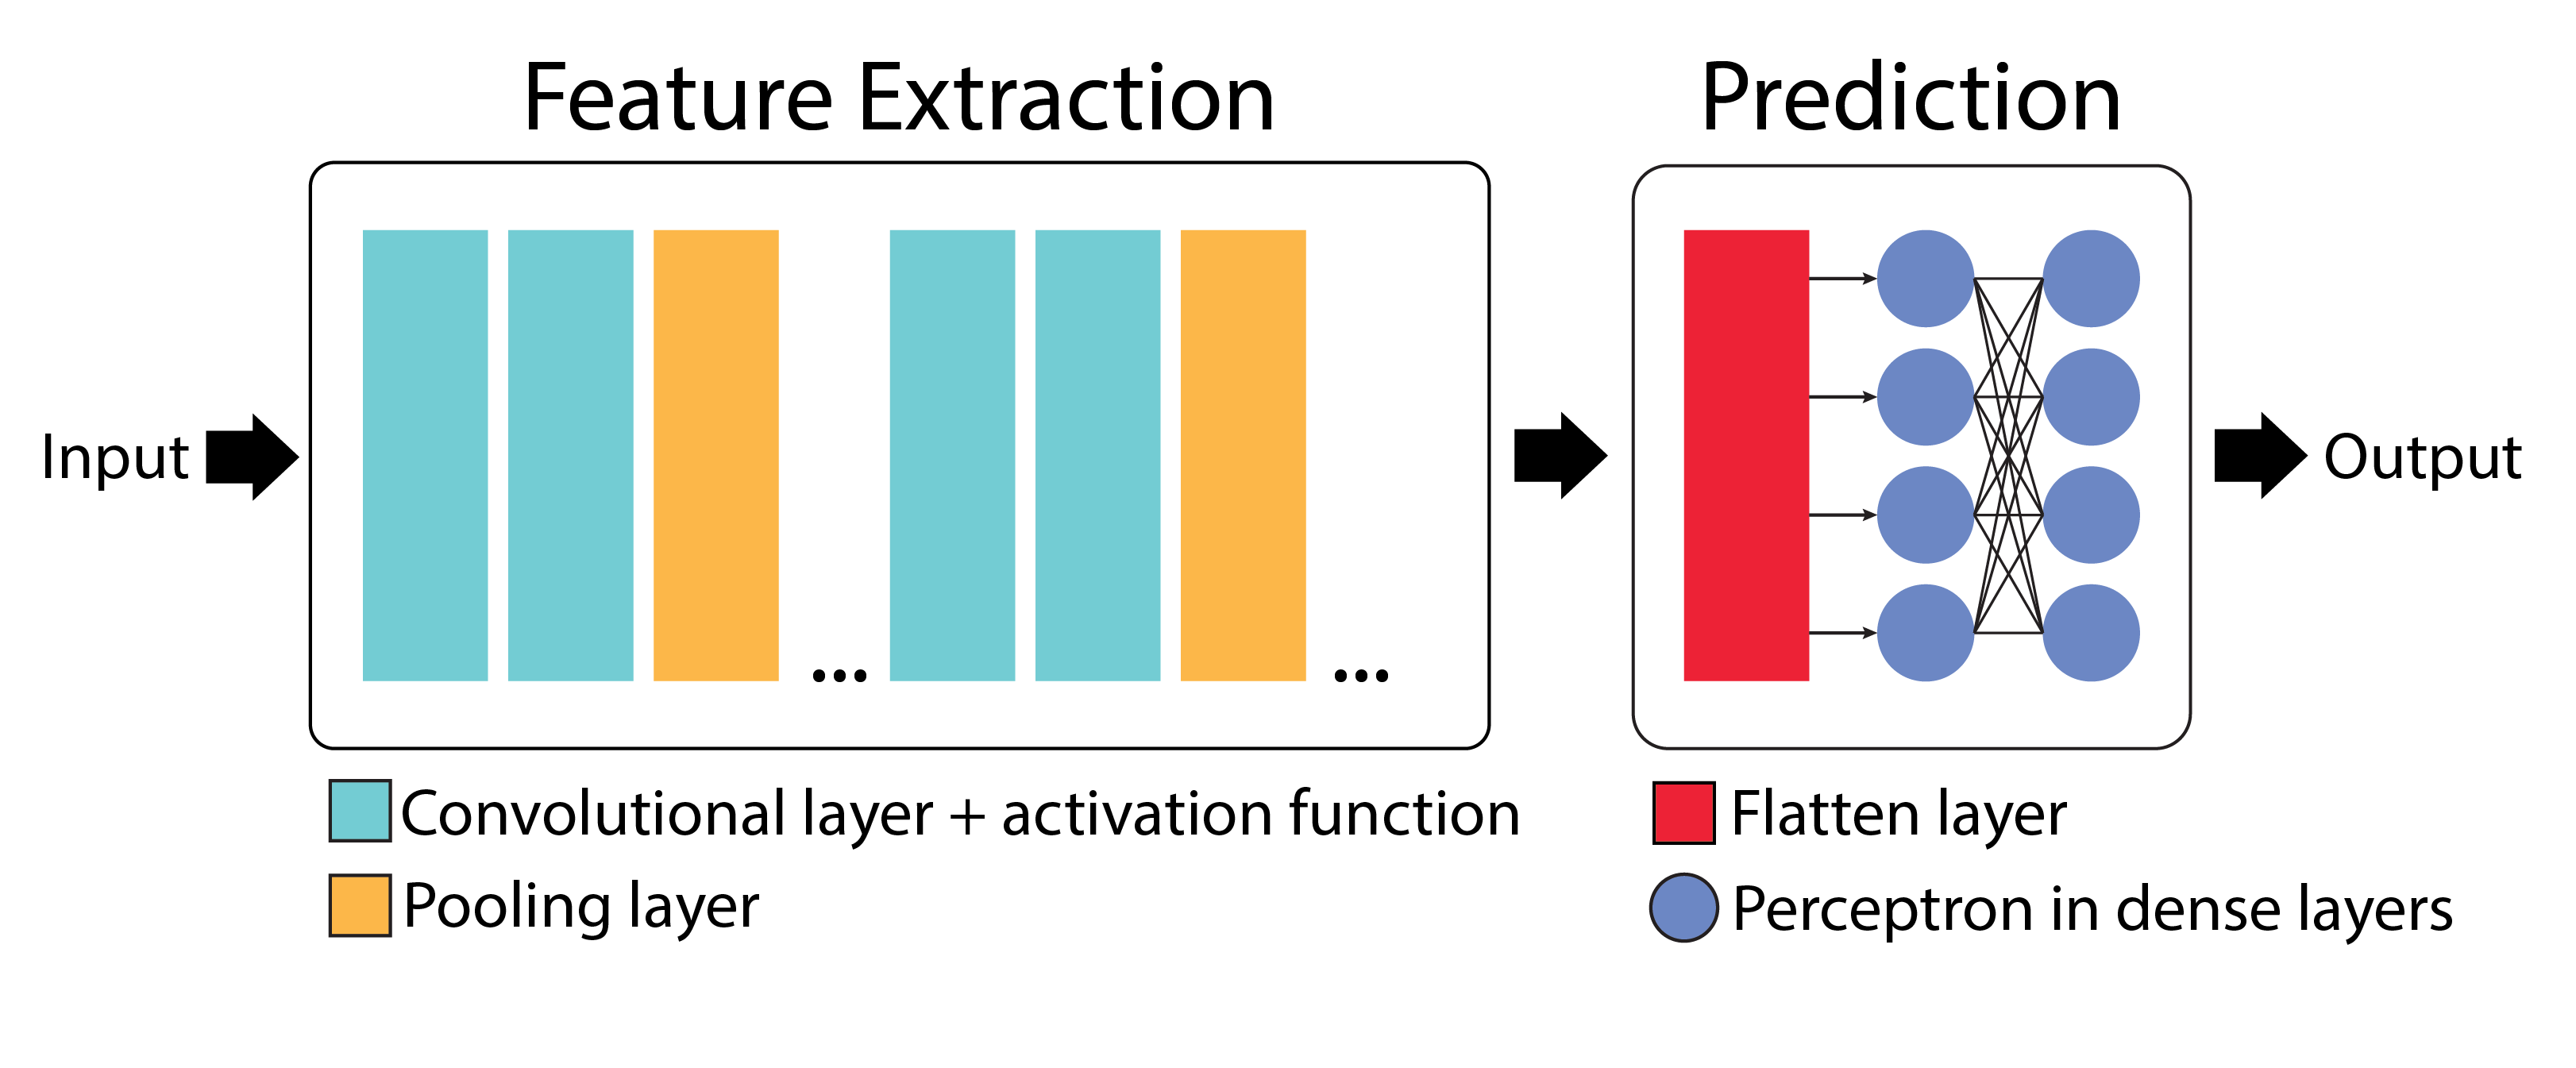 Feature Extraction
Prediction
Input
...
...
Output
Convolutional layer + activation function
Pooling layer
Flatten layer
Perceptron in dense layers